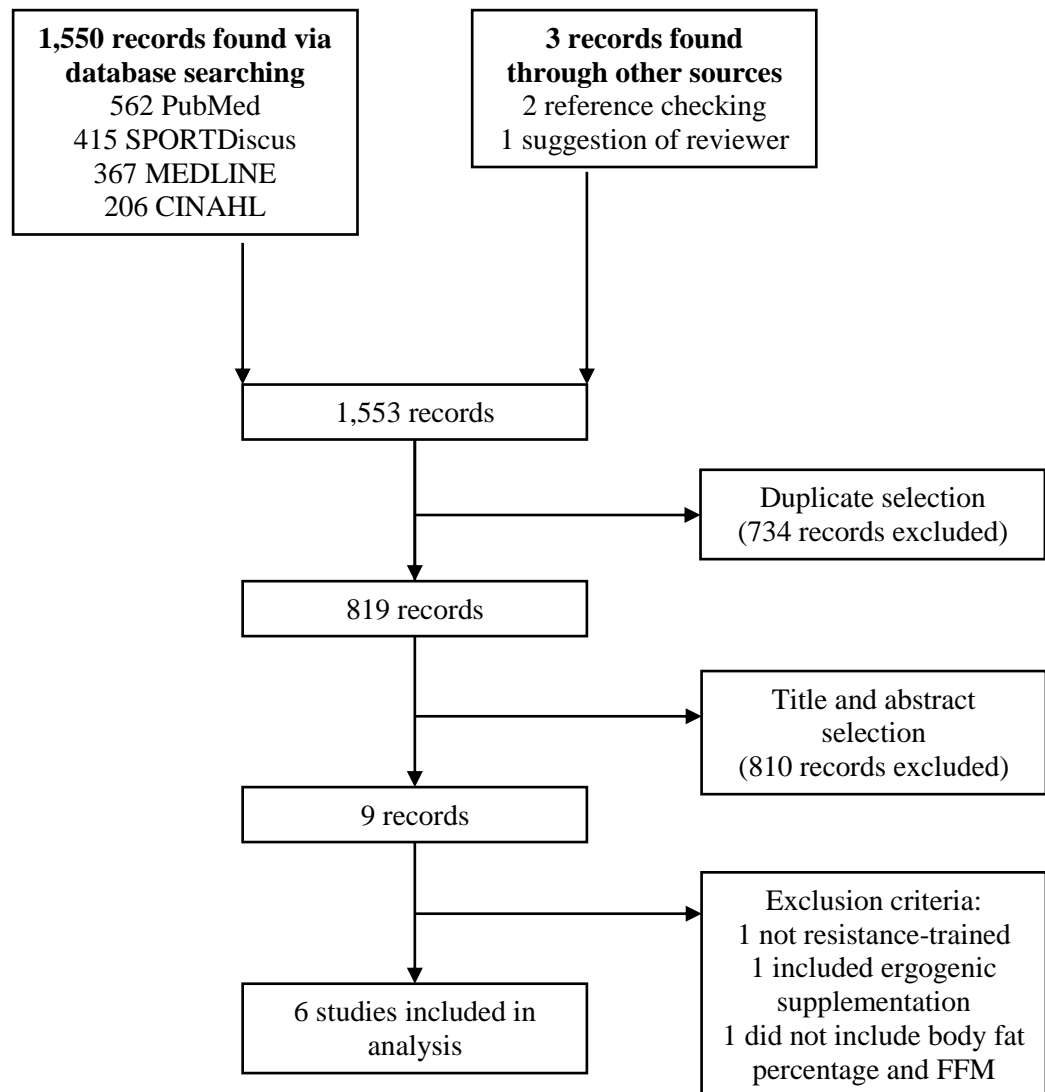 1,550 records found via
database searching
562 PubMed
415 SPORTDiscus
367 MEDLINE
206 CINAHL
3 records found
through other sources
2 reference checking
1 suggestion of reviewer
1,553 records
Duplicate selection
(734 records excluded)
819 records
Title and abstract
selection
(810 records excluded)
9 records
Exclusion criteria:
1 not resistance-trained
1 included ergogenic
supplementation
1 did not include body fat
percentage and FFM
6 studies included in
analysis